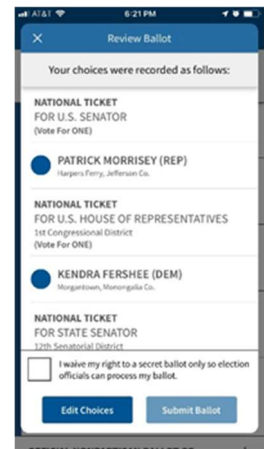 AT&T 6:21 PM
Review Ballot
Your choices were recorded as follows:
NATIONAL TICKET
FOR U.S. SENATOR
(Vote For ONE)
PATRICK MORRISEY (REP)
Harpers Ferry, Jefferson Co.
NATIONAL TICKET
FOR U.S. HOUSE OF REPRESENTATIVES
1st Congressional District
(Vote For ONE)
KENDRA FERSHEE (DEM)
Morgantown, Monongalia Co.
NATIONAL TICKET
FOR STATE SENATOR
12th Senatorial District
I waive my right to a secret ballot only so election
officials can process my ballot.
Edit Choices Submit Ballot